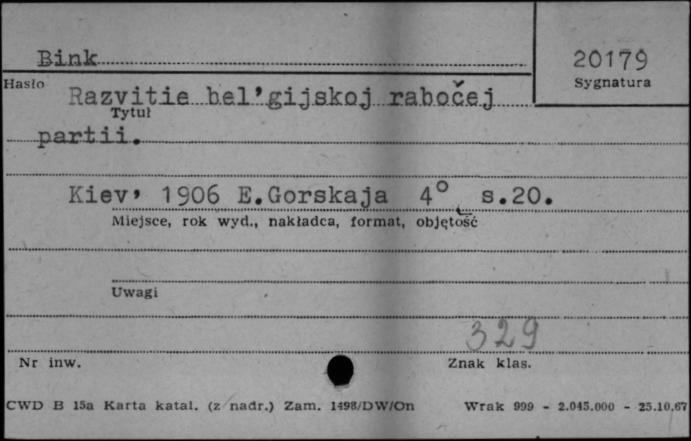 Bink
20179
Hasło
Sygnatura
Razvitie bel'gijskoj rabočej
Tytuł
partii.
Kiev, 1906 E.Gorskaja 4° s.20.
Miejsce, rok wyd., nakładca, format, objętość
Uwagi
329
Nr inw.
Znak klas.
CWD B 15a Karta katal. (z nadr.) Zam. 1498/DW/On Wrak 999 - 2.045.000 - 25.10.67